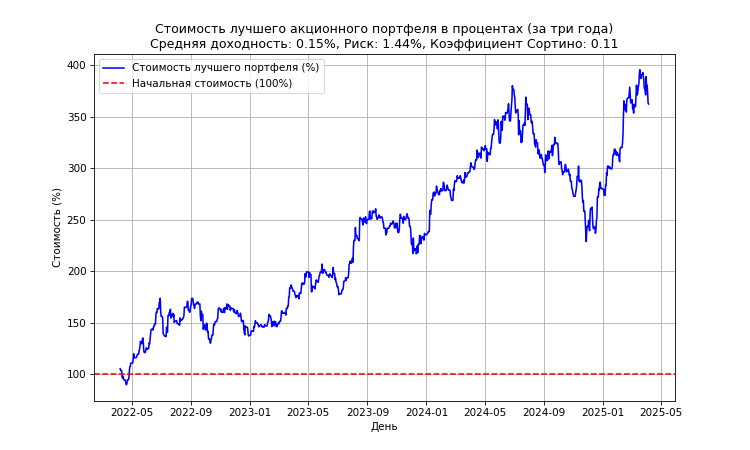 Стоимость лучшего акционного портфеля в процентах (за три года)
Средняя доходность: 0.15%, Риск: 1.44%, Коэффициент Сортино: 0.11
Стоимость лучшего портфеля (%)
Начальная стоимость (100%)
Стоимость (%)
400
350
300
250
200
150
100
2022-05 2022-09 2023-01 2023-05 2023-09 2024-01 2024-05 2024-09 2025-01 2025-05
День